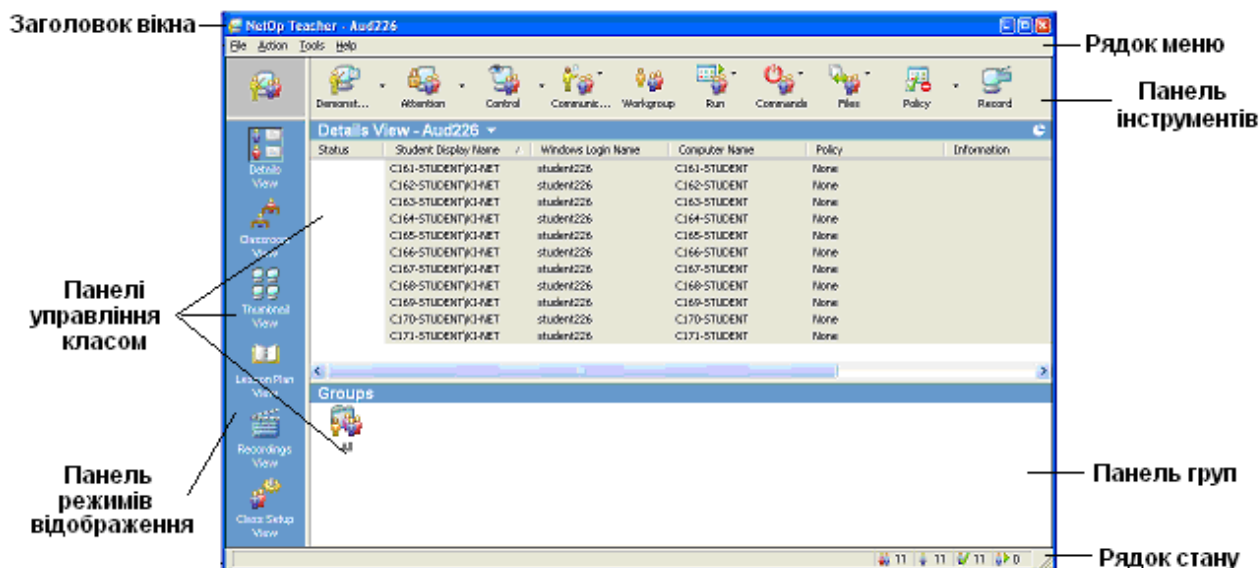 Заголовок вікна
NetOp Teacher - Aud226
File Action Tools Help
Рядок меню
Demonst... Attention Control Communic... Workgroup Run Commands Files Policy Record
Панель інструментів
Details View - Aud226
Status Student Display Name / Windows Login Name Computer Name Policy Information
C161-STUDENT\KI-NET student226 C161-STUDENT None
C162-STUDENT\KI-NET student226 C162-STUDENT None
C163-STUDENT\KI-NET student226 C163-STUDENT None
C164-STUDENT\KI-NET student226 C164-STUDENT None
C165-STUDENT\KI-NET student226 C165-STUDENT None
C166-STUDENT\KI-NET student226 C166-STUDENT None
C167-STUDENT\KI-NET student226 C167-STUDENT None
C168-STUDENT\KI-NET student226 C168-STUDENT None
C169-STUDENT\KI-NET student226 C169-STUDENT None
C170-STUDENT\KI-NET student226 C170-STUDENT None
C171-STUDENT\KI-NET student226 C171-STUDENT None
Details
View
Classroom
View
Thumbnail
View
Lesson Plan
View
Recordings
View
Class Setup
View
Панелі
управління
класом
Панель
режимів
відображення
Groups
All
Панель груп
11 11 11 0
Рядок стану